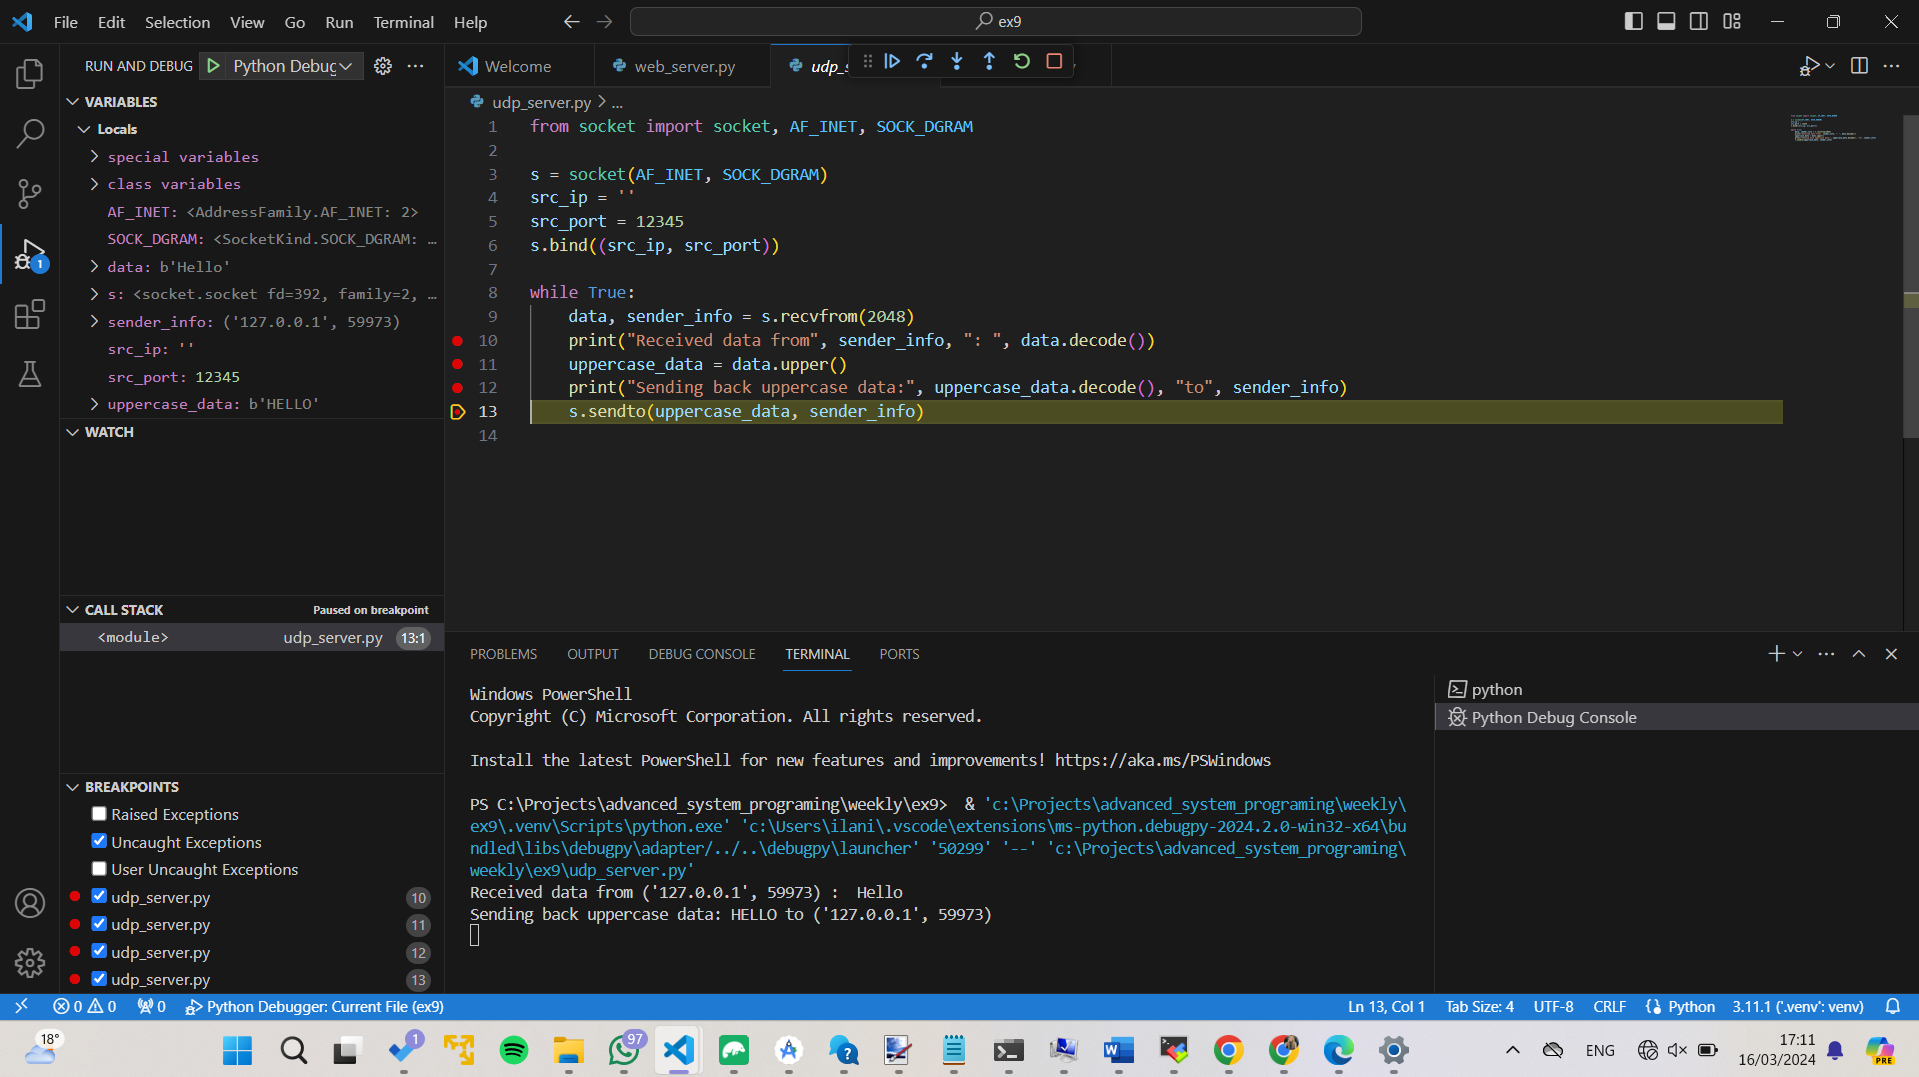 File Edit Selection View Go Run Terminal Help
ex9
RUN AND DEBUG
Python Debug
Welcome
web_server.py
udp_s
VARIABLES
Locals
special variables
class variables
AF_INET: <AddressFamily.AF_INET: 2>
SOCK_DGRAM: <SocketKind.SOCK_DGRAM: …
data: b'Hello'
s: <socket.socket fd=392, family=2, …
sender_info: ('127.0.0.1', 59973)
src_ip: ''
src_port: 12345
uppercase_data: b'HELLO'
WATCH
CALL STACK
Paused on breakpoint
<module>
udp_server.py
13:1
BREAKPOINTS
Raised Exceptions
Uncaught Exceptions
User Uncaught Exceptions
udp_server.py 10
udp_server.py 11
udp_server.py 12
udp_server.py 13
udp_server.py > ...
1 from socket import socket, AF_INET, SOCK_DGRAM
2
3 s = socket(AF_INET, SOCK_DGRAM)
4 src_ip = ''
5 src_port = 12345
6 s.bind((src_ip, src_port))
7
8 while True:
9 data, sender_info = s.recvfrom(2048)
10 print("Received data from", sender_info, ": ", data.decode())
11 uppercase_data = data.upper()
12 print("Sending back uppercase data:", uppercase_data.decode(), "to", sender_info)
13 s.sendto(uppercase_data, sender_info)
14
PROBLEMS OUTPUT DEBUG CONSOLE TERMINAL PORTS
Windows PowerShell
Copyright (C) Microsoft Corporation. All rights reserved.
Install the latest PowerShell for new features and improvements! https://aka.ms/PSWindows
PS C:\Projects\advanced_system_programing\weekly\ex9>  & 'c:\Projects\advanced_system_programing\weekly\
ex9\.venv\Scripts\python.exe' 'c:\Users\ilani\.vscode\extensions\ms-python.debugpy-2024.2.0-win32-x64\bu
ndled\libs\debugpy\adapter/../..\debugpy\launcher' '50299' '--' 'c:\Projects\advanced_system_programing\
weekly\ex9\udp_server.py'
Received data from ('127.0.0.1', 59973) :  Hello
Sending back uppercase data: HELLO to ('127.0.0.1', 59973)
python
Python Debug Console
1
0 0 0 Python Debugger: Current File (ex9)
Ln 13, Col 1 Tab Size: 4 UTF-8 CRLF Python 3.11.1 ('.venv': venv)
18°
1
97
ENG
17:11
16/03/2024
PRE